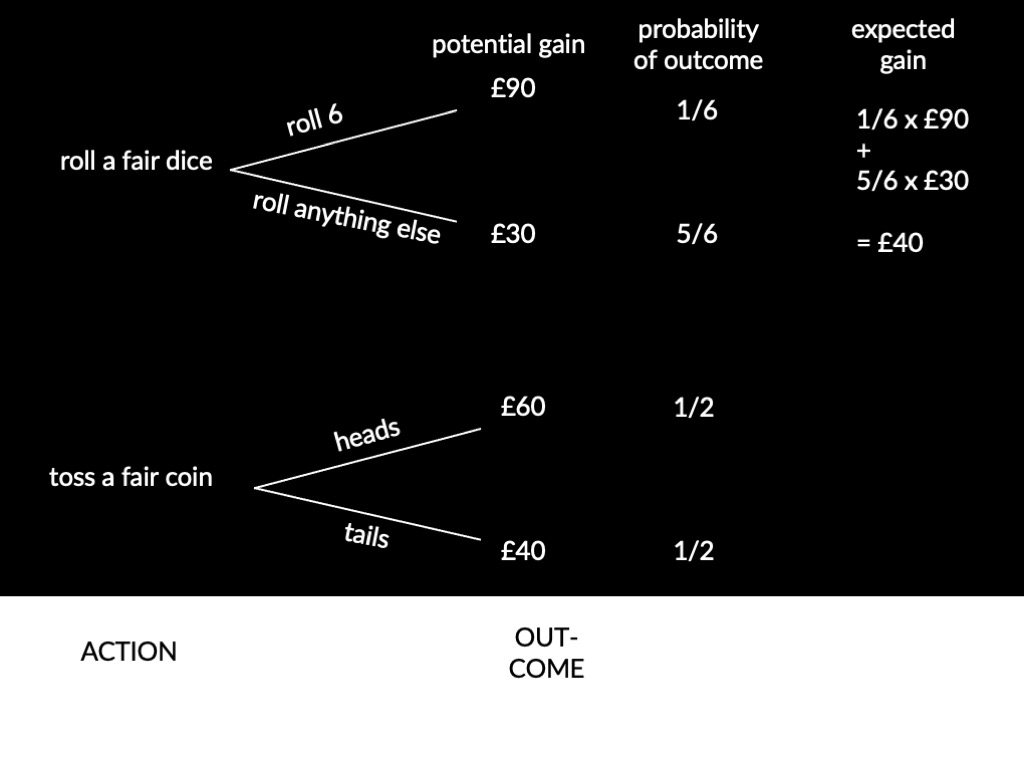 potential gain
probability
of outcome
expected
gain
£90
roll 6
1/6
1/6 x £90
+
5/6 x £30
roll a fair dice
roll anything else
£30
5/6
= £40
£60
1/2
heads
toss a fair coin
tails
£40
1/2
ACTION
OUT-
COME